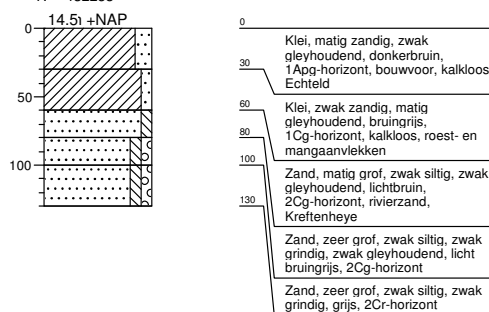 14.51 +NAP
0
50
100
0
Klei, matig zandig, zwak
gleyhoudend, donkerbruin,
1Apg-horizont, bouwvoor, kalkloos
Echteld
30
Klei, zwak zandig, matig
gleyhoudend, bruingrijs,
1Cg-horizont, kalkloos, roest- en
mangaanvlekken
60
Zand, matig grof, zwak siltig, zwak
gleyhoudend, lichtbruin,
2Cg-horizont, rivierzand,
Kreftenheye
80
Zand, zeer grof, zwak siltig, zwak
grindig, zwak gleyhoudend, licht
bruingrijs, 2Cg-horizont
100
Zand, zeer grof, zwak siltig, zwak
grindig, grijs, 2Cr-horizont
130